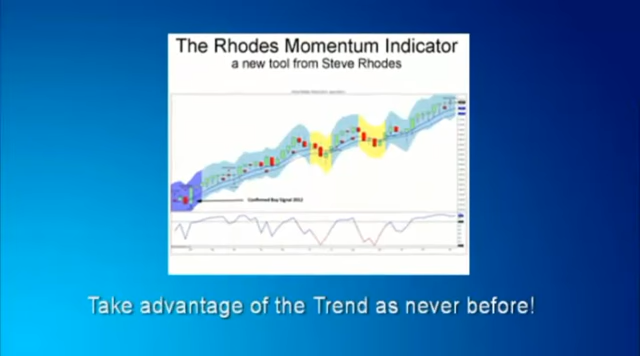 The Rhodes Momentum Indicator
a new tool from Steve Rhodes
Confirmed Buy Signal 2012
Take advantage of the Trend as never before!